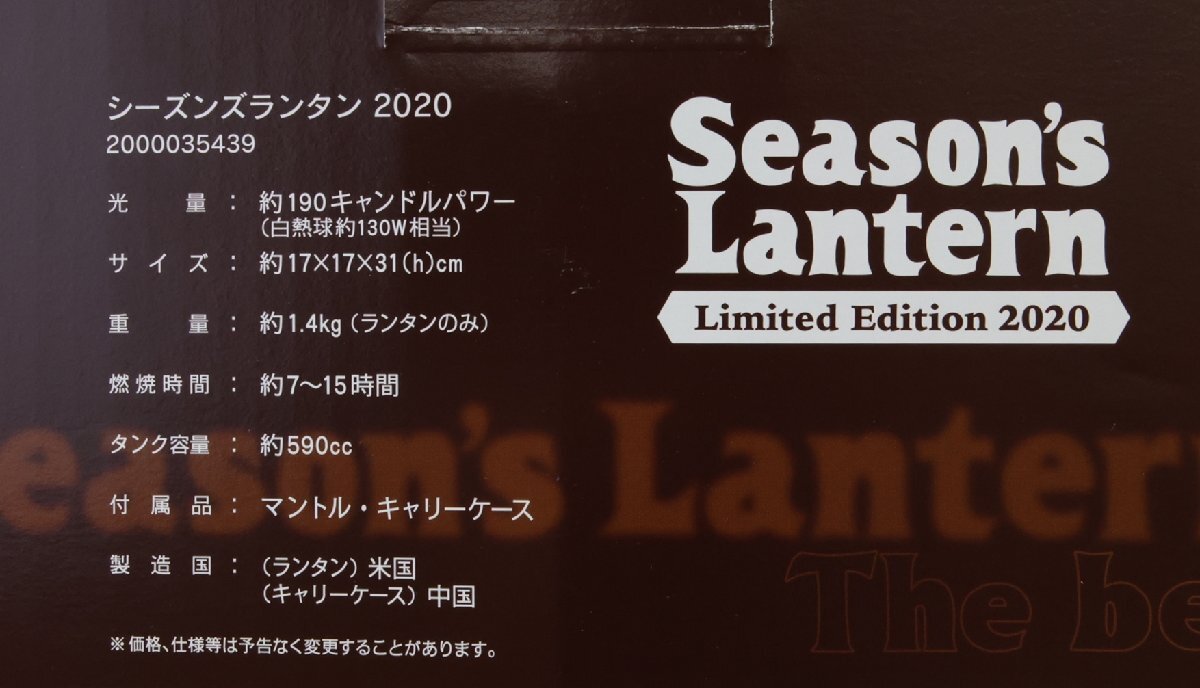 シーズンズランタン 2020
2000035439
光量：約190キャンドルパワー
（白熱球約130W相当）
サイズ：約17×17×31（h）cm
重量：約1.4kg（ランタンのみ）
燃焼時間：約7～15時間
タンク容量：約590cc
付属品：マントル・キャリーケース
製造国：（ランタン）米国
（キャリーケース）中国
※価格、仕様等は予告なく変更することがあります。
Season's
Lantern
Limited Edition 2020
eason's Lanter
The be